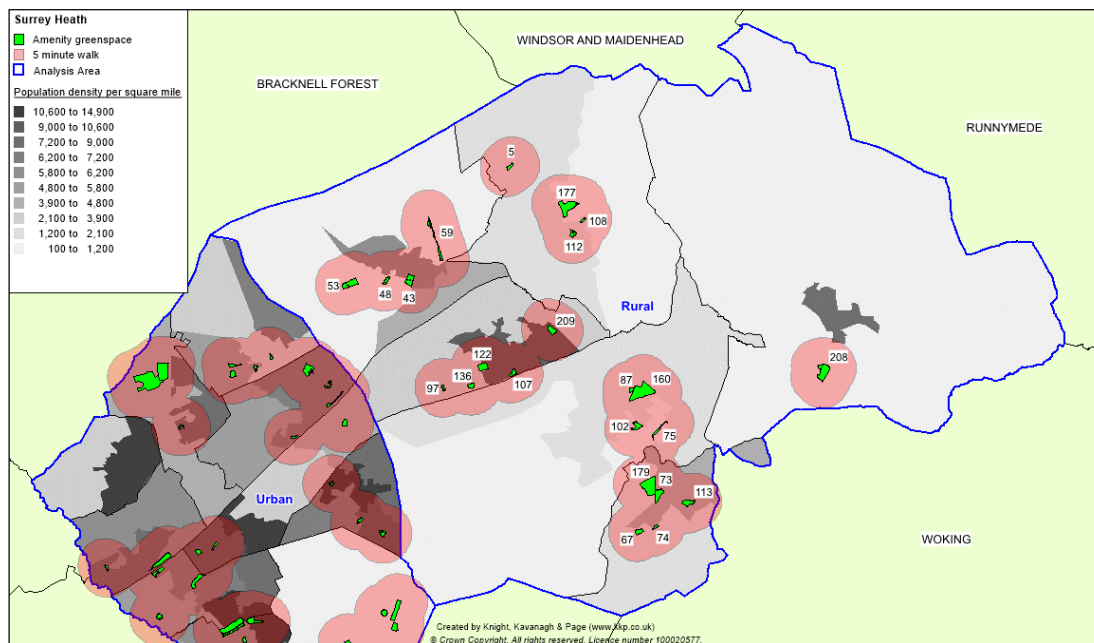 Surrey Heath
Amenity greenspace
5 minute walk
Analysis Area
Population density per square mile
10,600 to 14,900
9,000 to 10,600
7,200 to 9,000
6,200 to 7,200
5,800 to 6,200
4,800 to 5,800
3,900 to 4,800
2,100 to 3,900
1,200 to 2,100
100 to 1,200
WINDSOR AND MAIDENHEAD
BRACKNELL FOREST
RUNNYMEDE
5
177
108
59
112
53
48
43
Rural
209
122
208
97
136
107
87
160
102
75
179
73
Urban
113
67
74
WOKING
Created by Knight, Kavanagh & Page (www.kkp.co.uk)
© Crown Copyright. All rights reserved. Licence number 100020577.